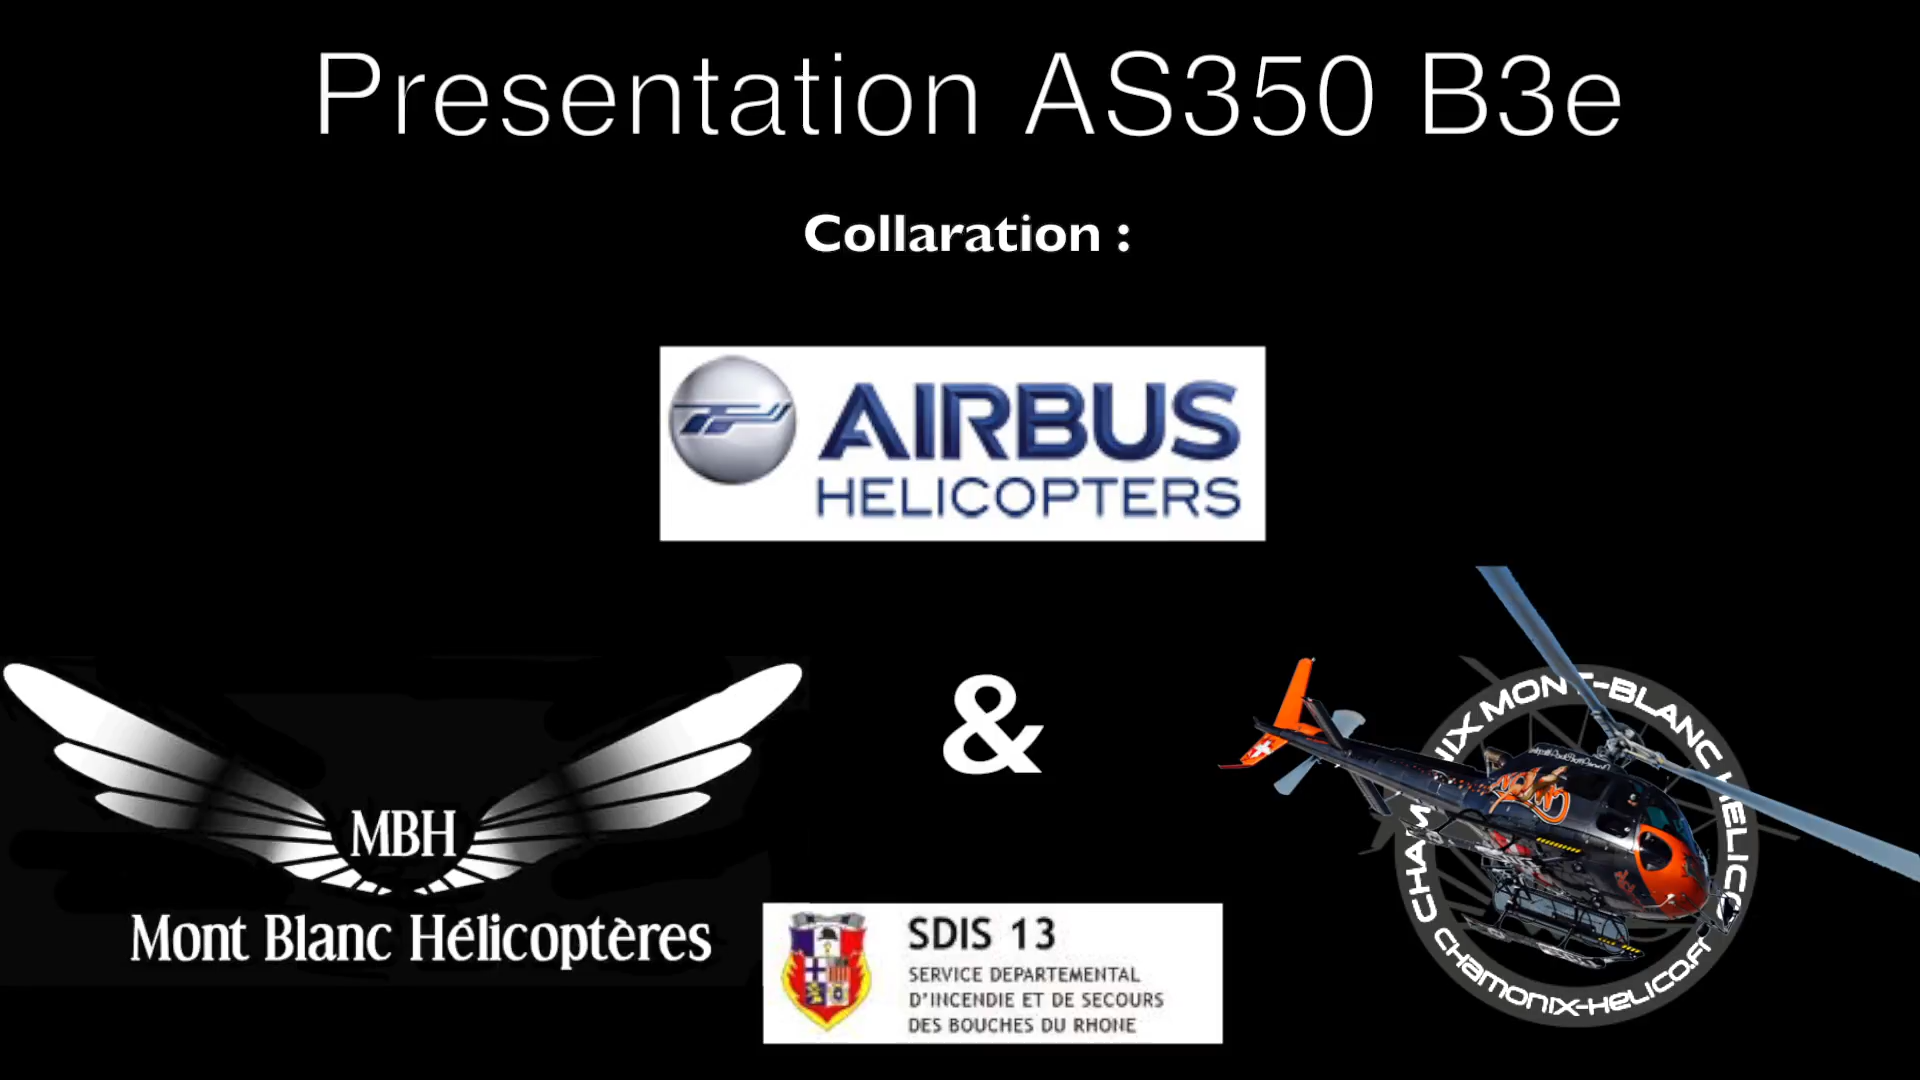 Presentation AS350 B3e
Collaration :
AIRBUS
HELICOPTERS
&
MBH
Mont Blanc Hélicoptères
SDIS 13
SERVICE DEPARTEMENTAL
D'INCENDIE ET DE SECOURS
DES BOUCHES DU RHONE
MONT-BLANC HELICO
CHAMONIX-HELICO.fr